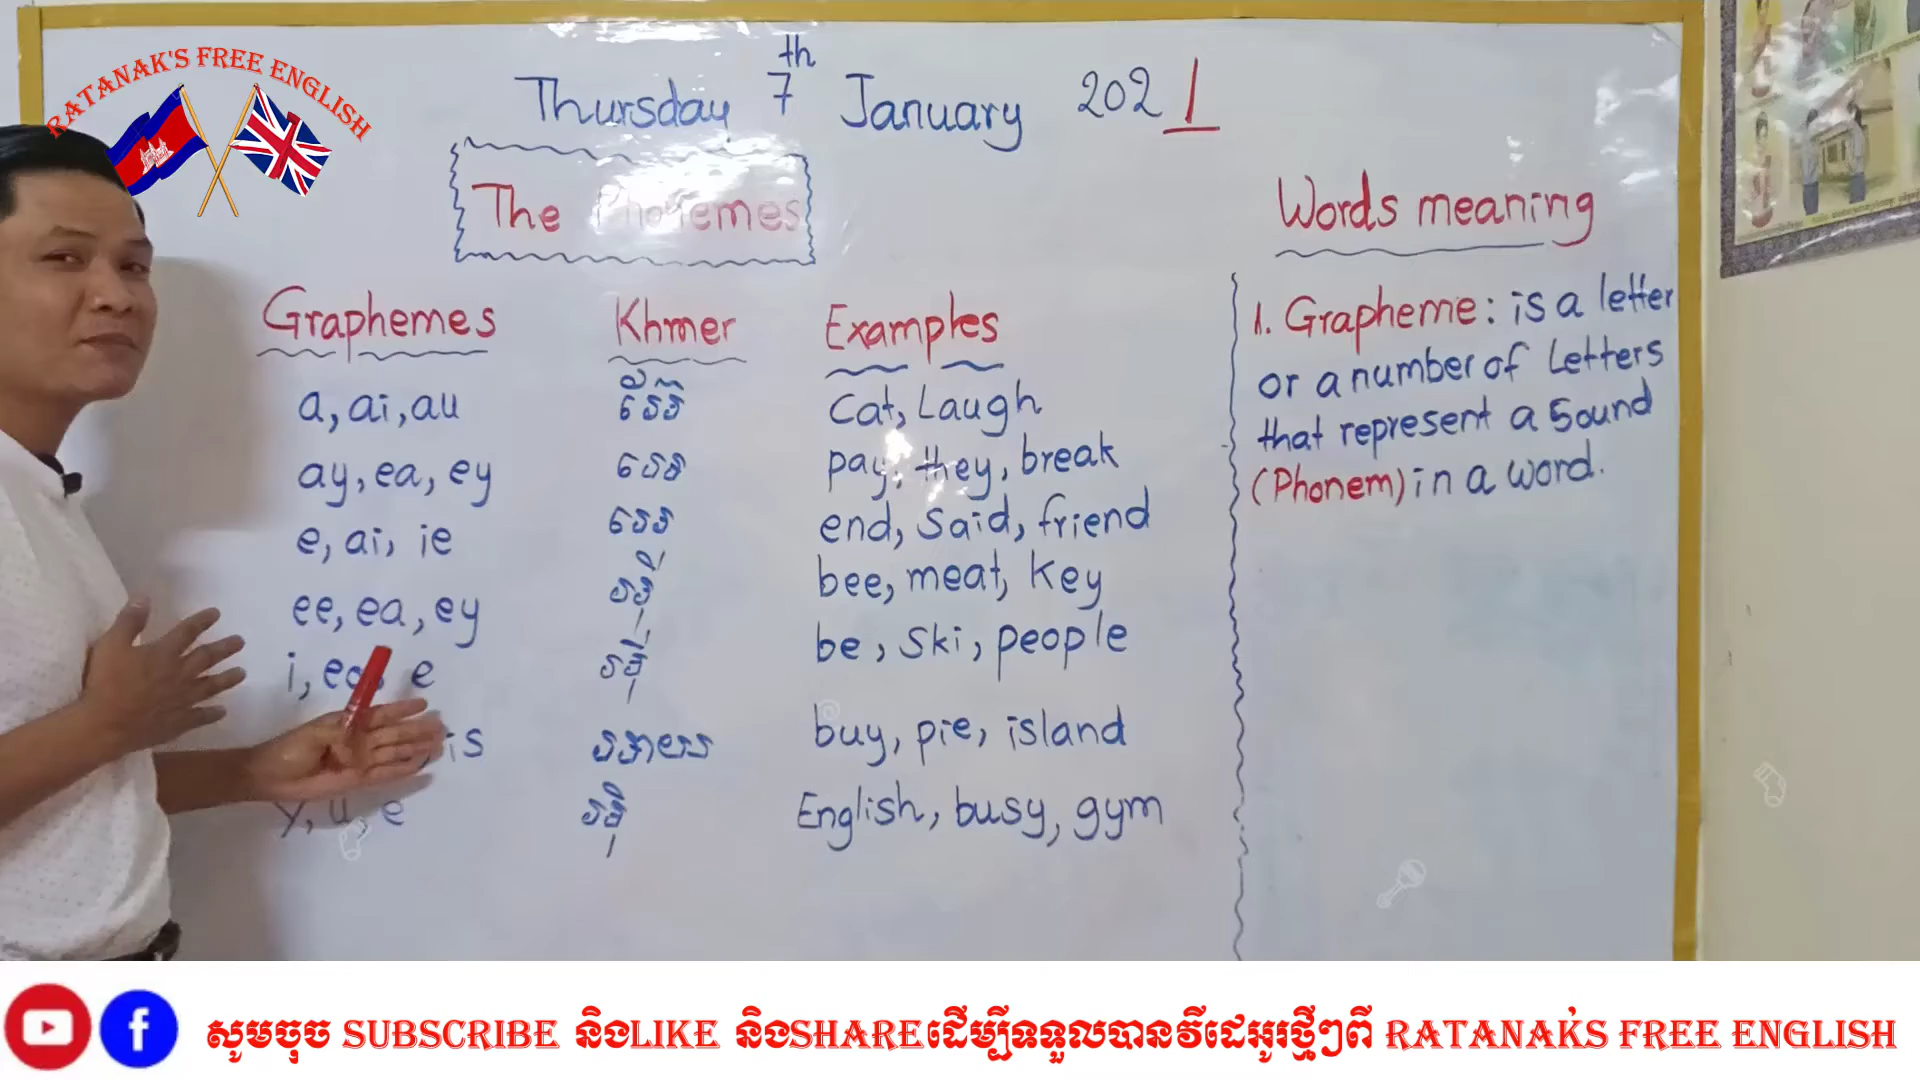 RATANAK'S FREE ENGLISH
Thursday 7th January 2021
The Phonemes
Words meaning
Graphemes Khmer Examples
a, ai, au Cat, Laugh
ay, ea, ey pay, they, break
e, ai, ie end, said, friend
ee, ea, ey bee, meat, key
i, eo, e be, ski, people
is buy, pie, island
y, u, e English, busy, gym
1. Grapheme: is a letter
or a number of Letters
that represent a Sound
(Phonem) in a word.
សូមចុច SUBSCRIBE និងLIKE និងSHAREដើម្បីទទួលបានវីដេអូរថ្មីៗពី RATANAK'S FREE ENGLISH